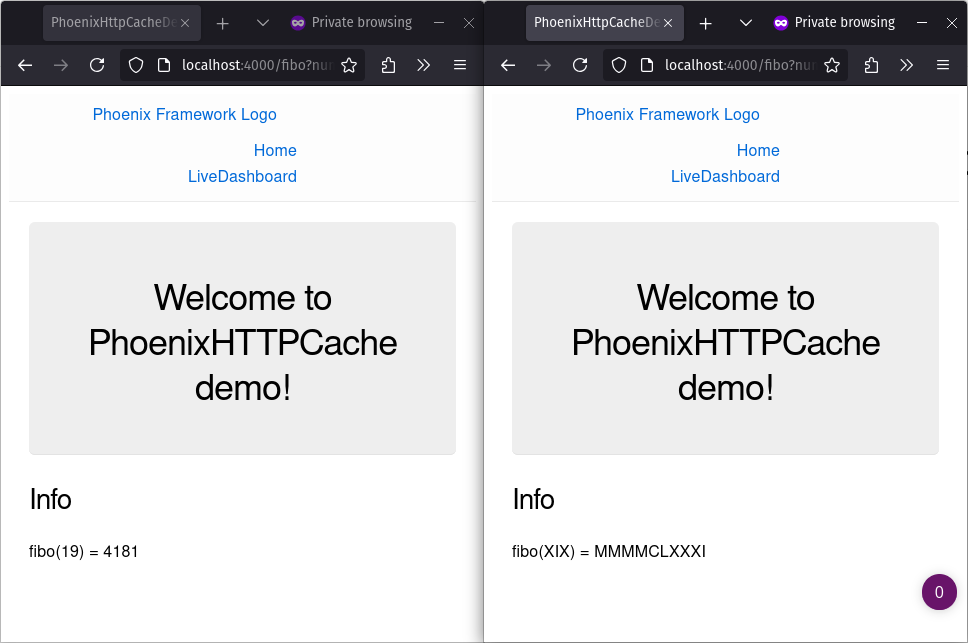 PhoenixHttpCacheDe
Private browsing
localhost:4000/fibo?nu
Phoenix Framework Logo
Home
LiveDashboard
Welcome to
PhoenixHTTPCache
demo!
Info
fibo(19) = 4181
PhoenixHttpCacheDe
Private browsing
localhost:4000/fibo?nu
Phoenix Framework Logo
Home
LiveDashboard
Welcome to
PhoenixHTTPCache
demo!
Info
fibo(XIX) = MMMMCLXXXI
0